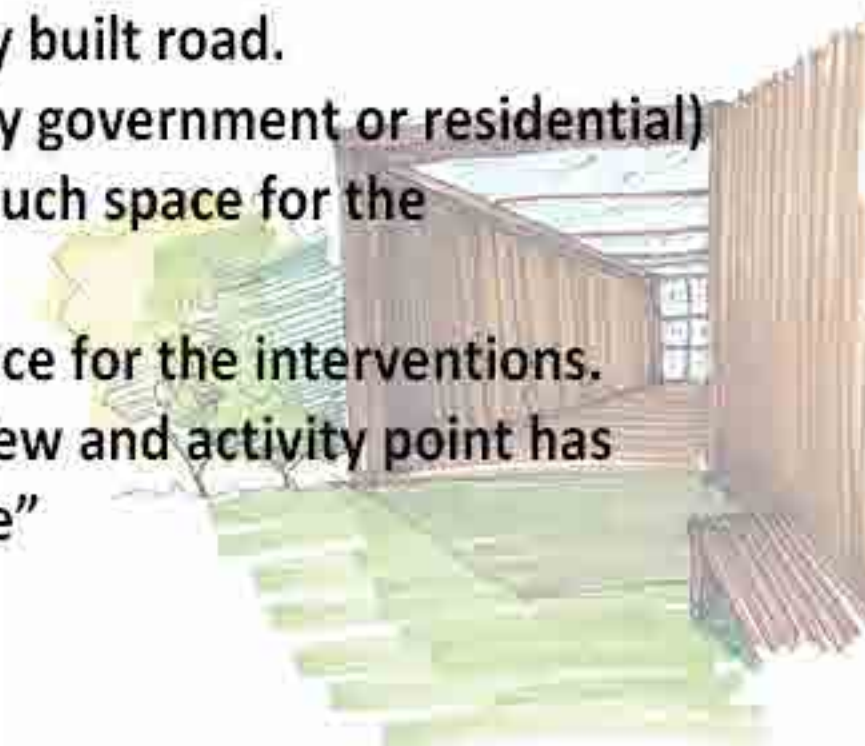 y built road.
y government or residential)
uch space for the
ce for the interventions.
ew and activity point has
e”